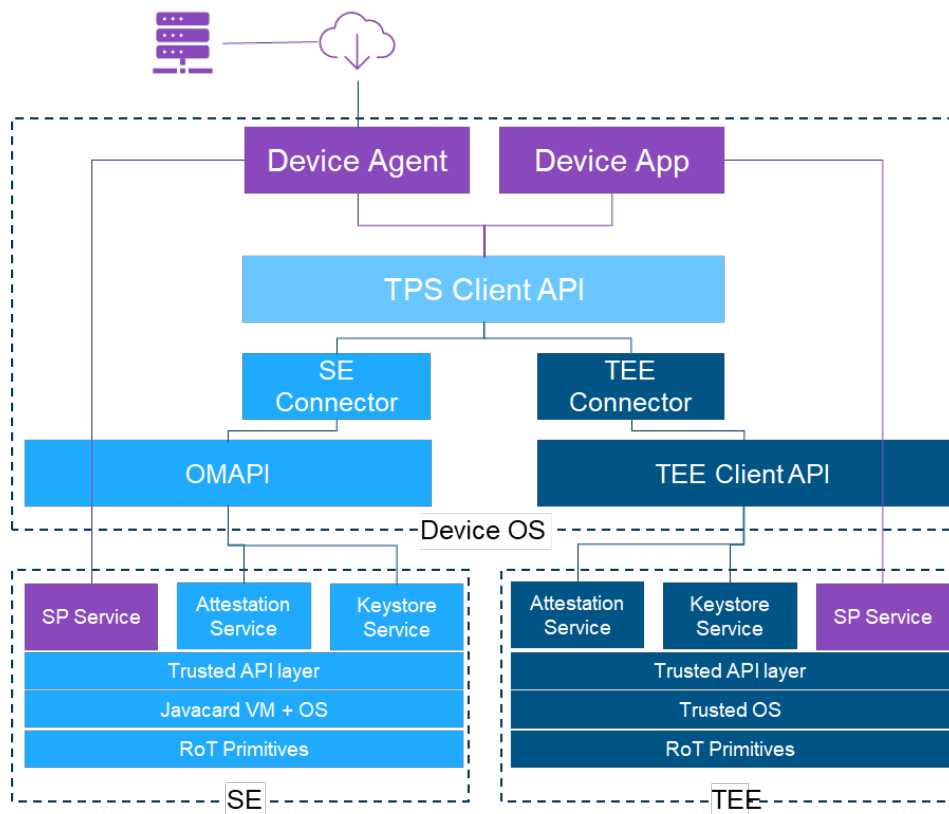 Device Agent
Device App
TPS Client API
SE
Connector
TEE
Connector
OMAPI
TEE Client API
Device OS
SP Service
Attestation
Service
Keystore
Service
Attestation
Service
Keystore
Service
SP Service
Trusted API layer
Trusted API layer
Javacard VM + OS
Trusted OS
RoT Primitives
RoT Primitives
SE
TEE